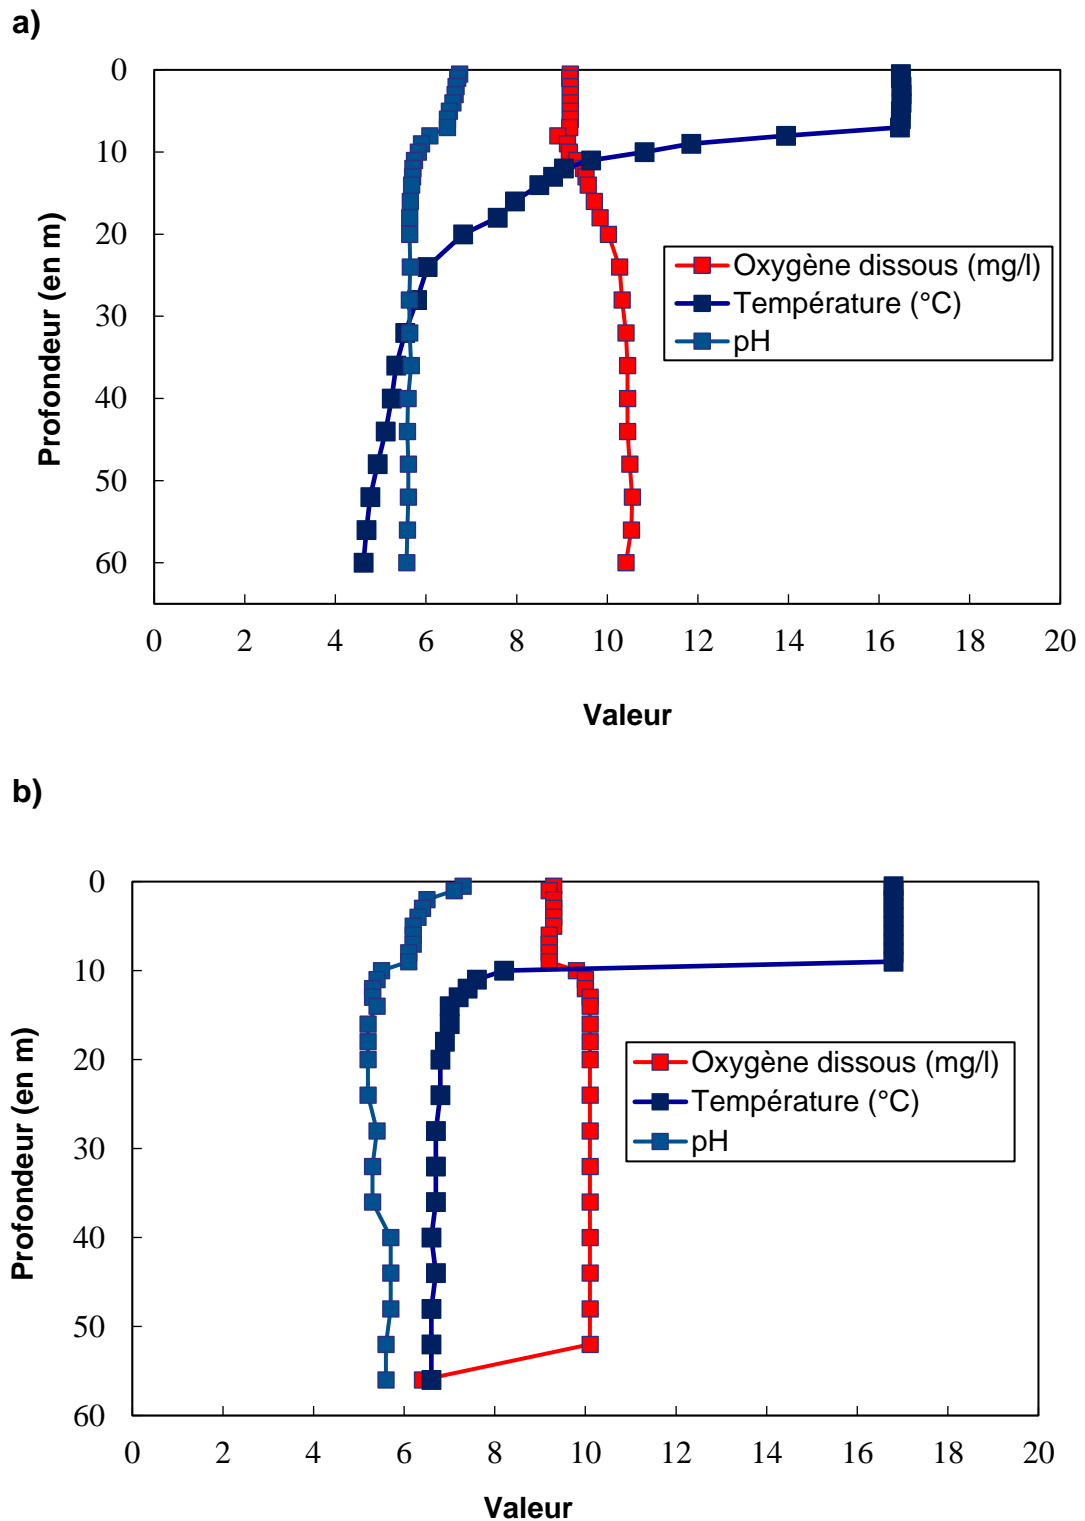 a)
0
10
20
30
40
50
60
Profondeur (en m)
Oxygène dissous (mg/l)
Température (°C)
pH
0 2 4 6 8 10 12 14 16 18 20
Valeur
b)
0
10
20
30
40
50
60
Profondeur (en m)
Oxygène dissous (mg/l)
Température (°C)
pH
0 2 4 6 8 10 12 14 16 18 20
Valeur